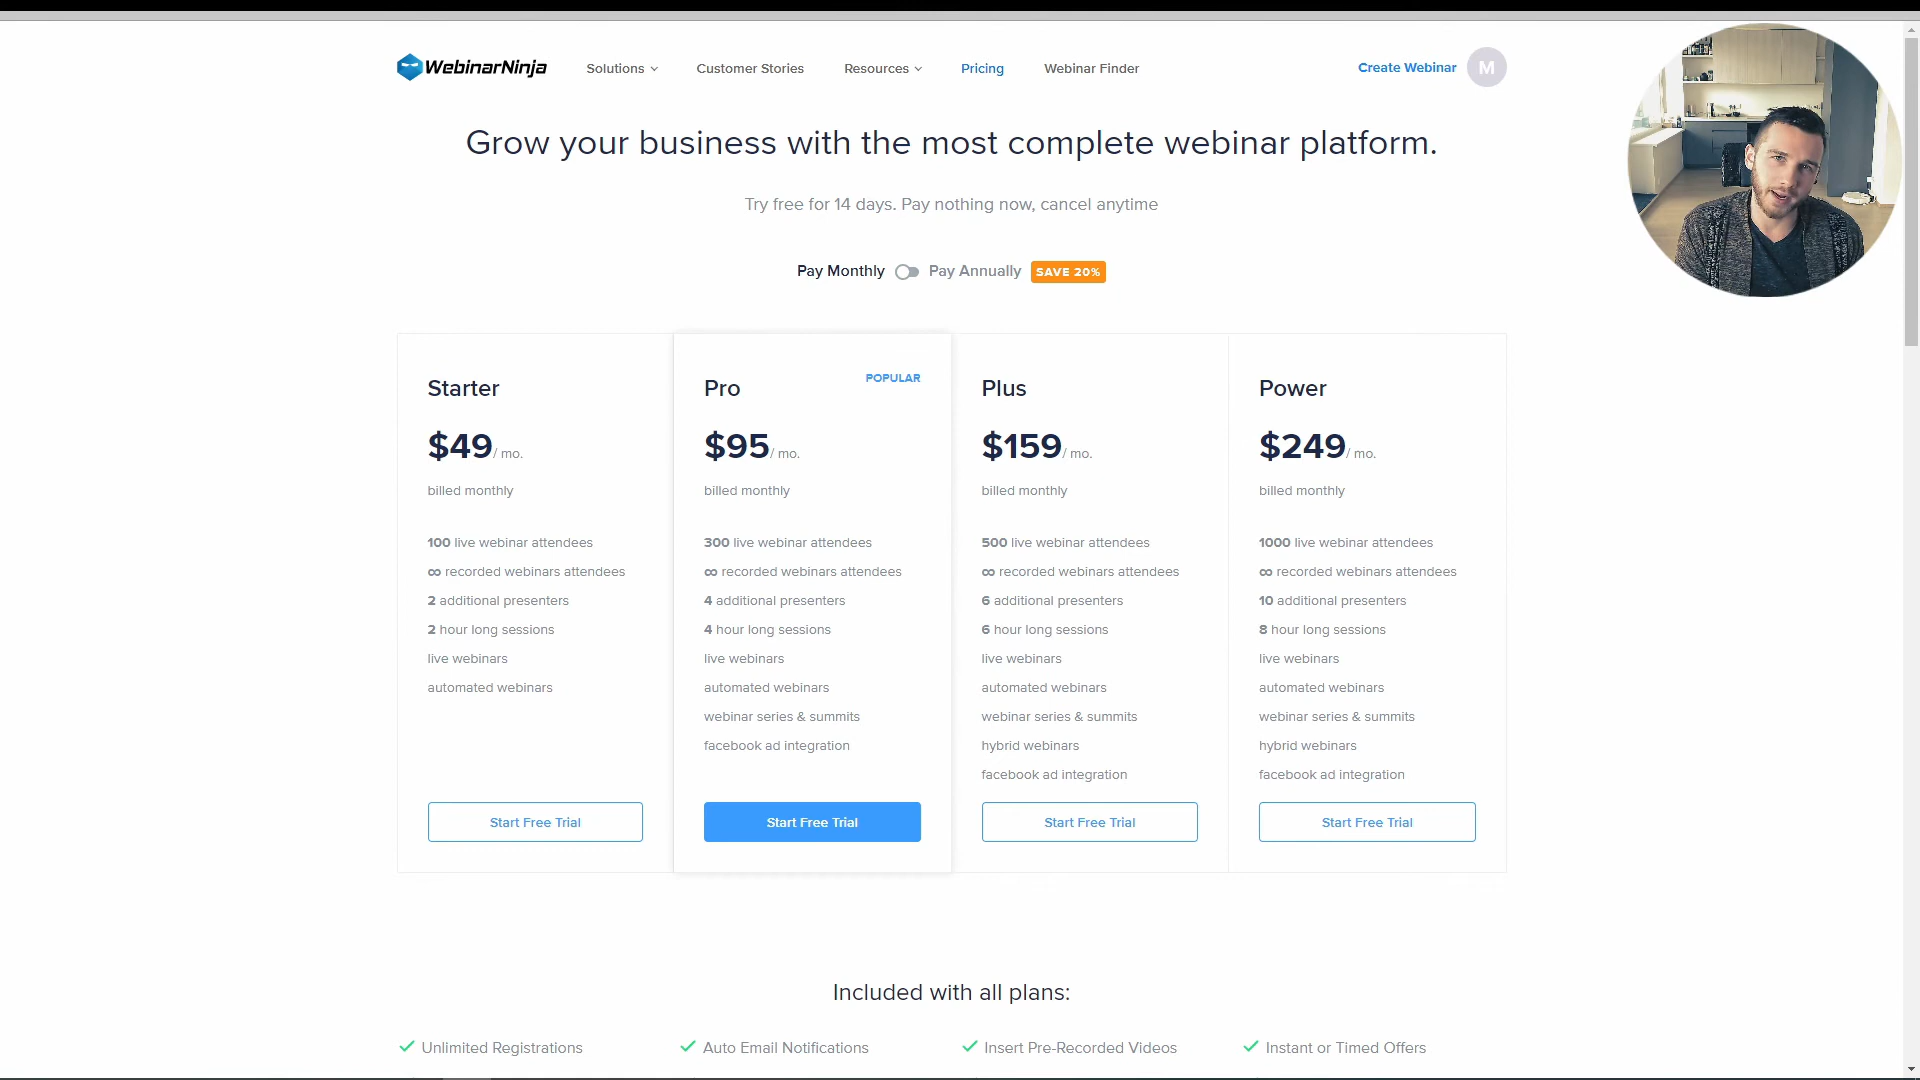 WebinarNinja
Solutions
Customer Stories
Resources
Pricing
Webinar Finder
Create Webinar
M
Grow your business with the most complete webinar platform.
Try free for 14 days. Pay nothing now, cancel anytime
Pay Monthly
Pay Annually
SAVE 20%
Starter
$49/ mo.
billed monthly
100 live webinar attendees
∞ recorded webinars attendees
2 additional presenters
2 hour long sessions
live webinars
automated webinars
Start Free Trial
Pro
POPULAR
$95/ mo.
billed monthly
300 live webinar attendees
∞ recorded webinars attendees
4 additional presenters
4 hour long sessions
live webinars
automated webinars
webinar series & summits
facebook ad integration
Start Free Trial
Plus
$159/ mo.
billed monthly
500 live webinar attendees
∞ recorded webinars attendees
6 additional presenters
6 hour long sessions
live webinars
automated webinars
webinar series & summits
hybrid webinars
facebook ad integration
Start Free Trial
Power
$249/ mo.
billed monthly
1000 live webinar attendees
∞ recorded webinars attendees
10 additional presenters
8 hour long sessions
live webinars
automated webinars
webinar series & summits
hybrid webinars
facebook ad integration
Start Free Trial
Included with all plans:
Unlimited Registrations
Auto Email Notifications
Insert Pre-Recorded Videos
Instant or Timed Offers